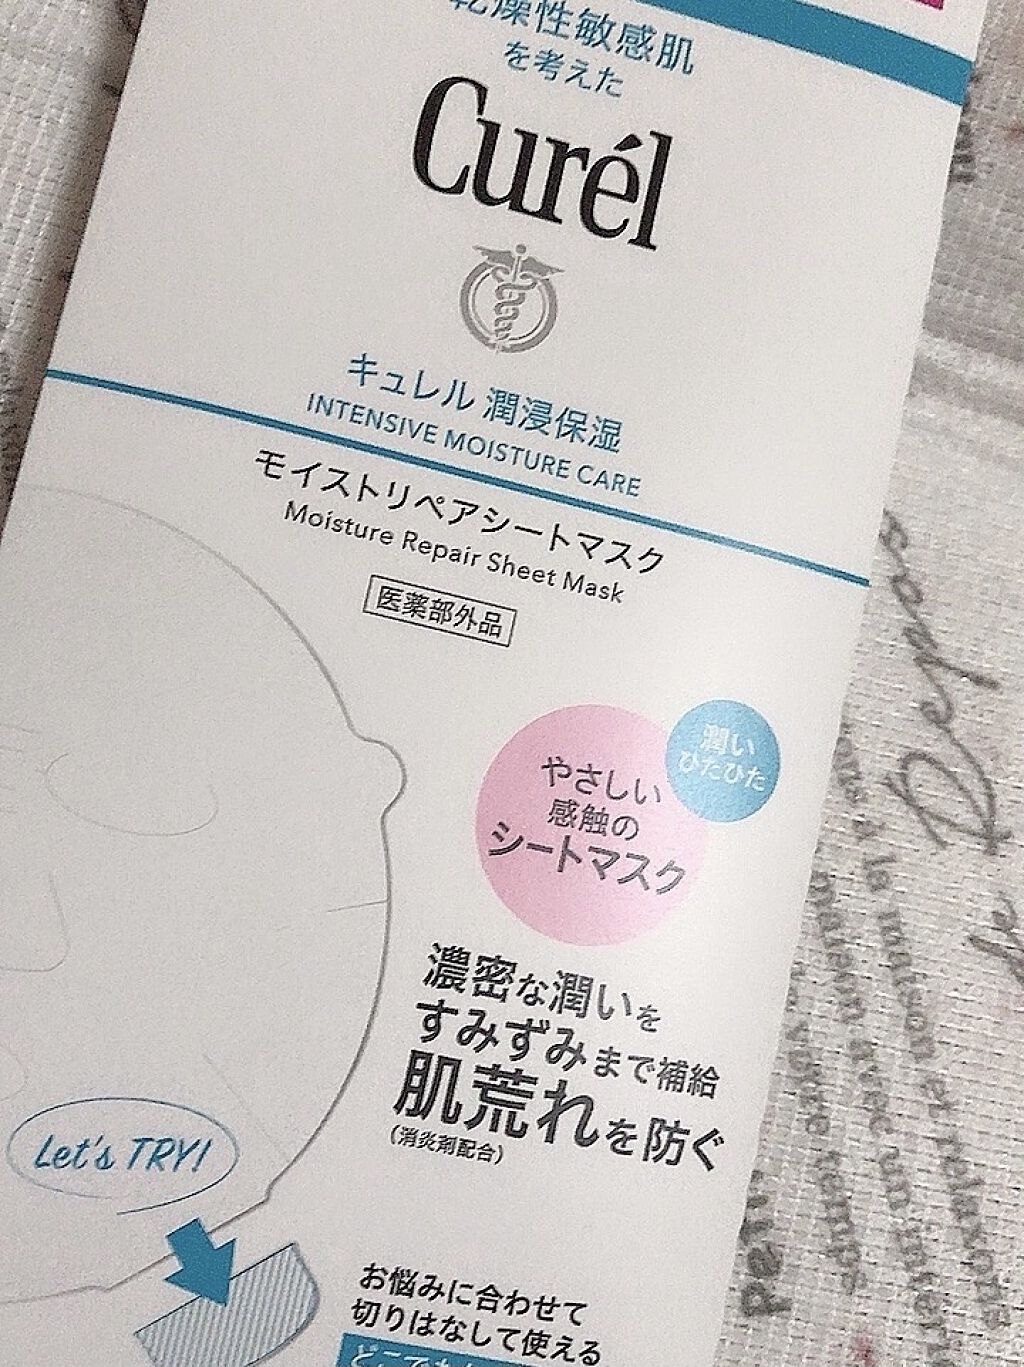 乾燥性敏感肌
を考えた
Curél
キュレル 潤浸保湿
INTENSIVE MOISTURE CARE
モイストリペアシートマスク
Moisture Repair Sheet Mask
医薬部外品
潤い
ひたひた
やさしい
感触の
シートマスク
濃密な潤いを
すみずみまで補給
肌荒れを防ぐ
(消炎剤配合)
Let's TRY!
お悩みに合わせて
切りはなして使える
Repos
de